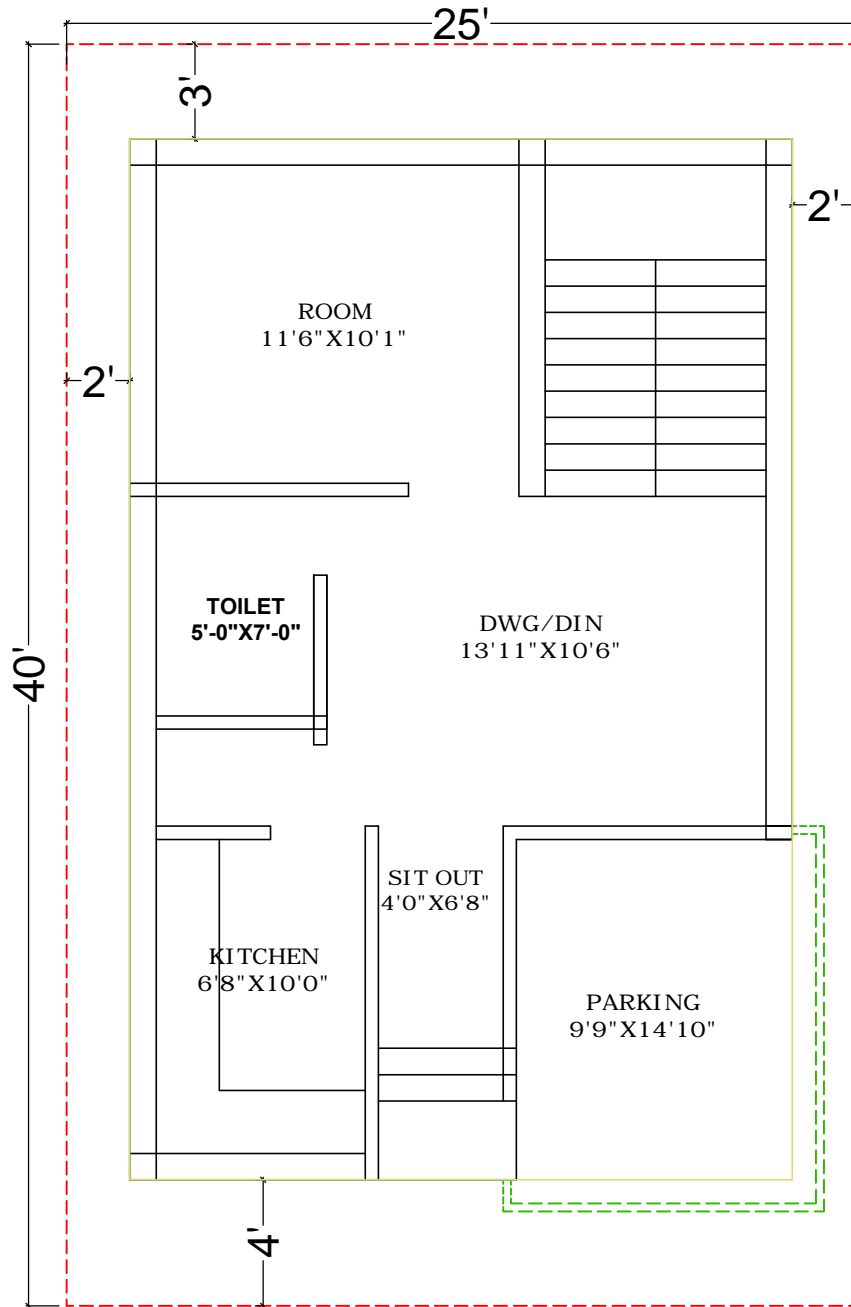 25'
3'
2'
ROOM
11'6"X10'1"
2'
TOILET
5'-0"X7'-0"
DWG/DIN
13'11"X10'6"
40'
SIT OUT
4'0"X6'8"
KITCHEN
6'8"X10'0"
PARKING
9'9"X14'10"
4'